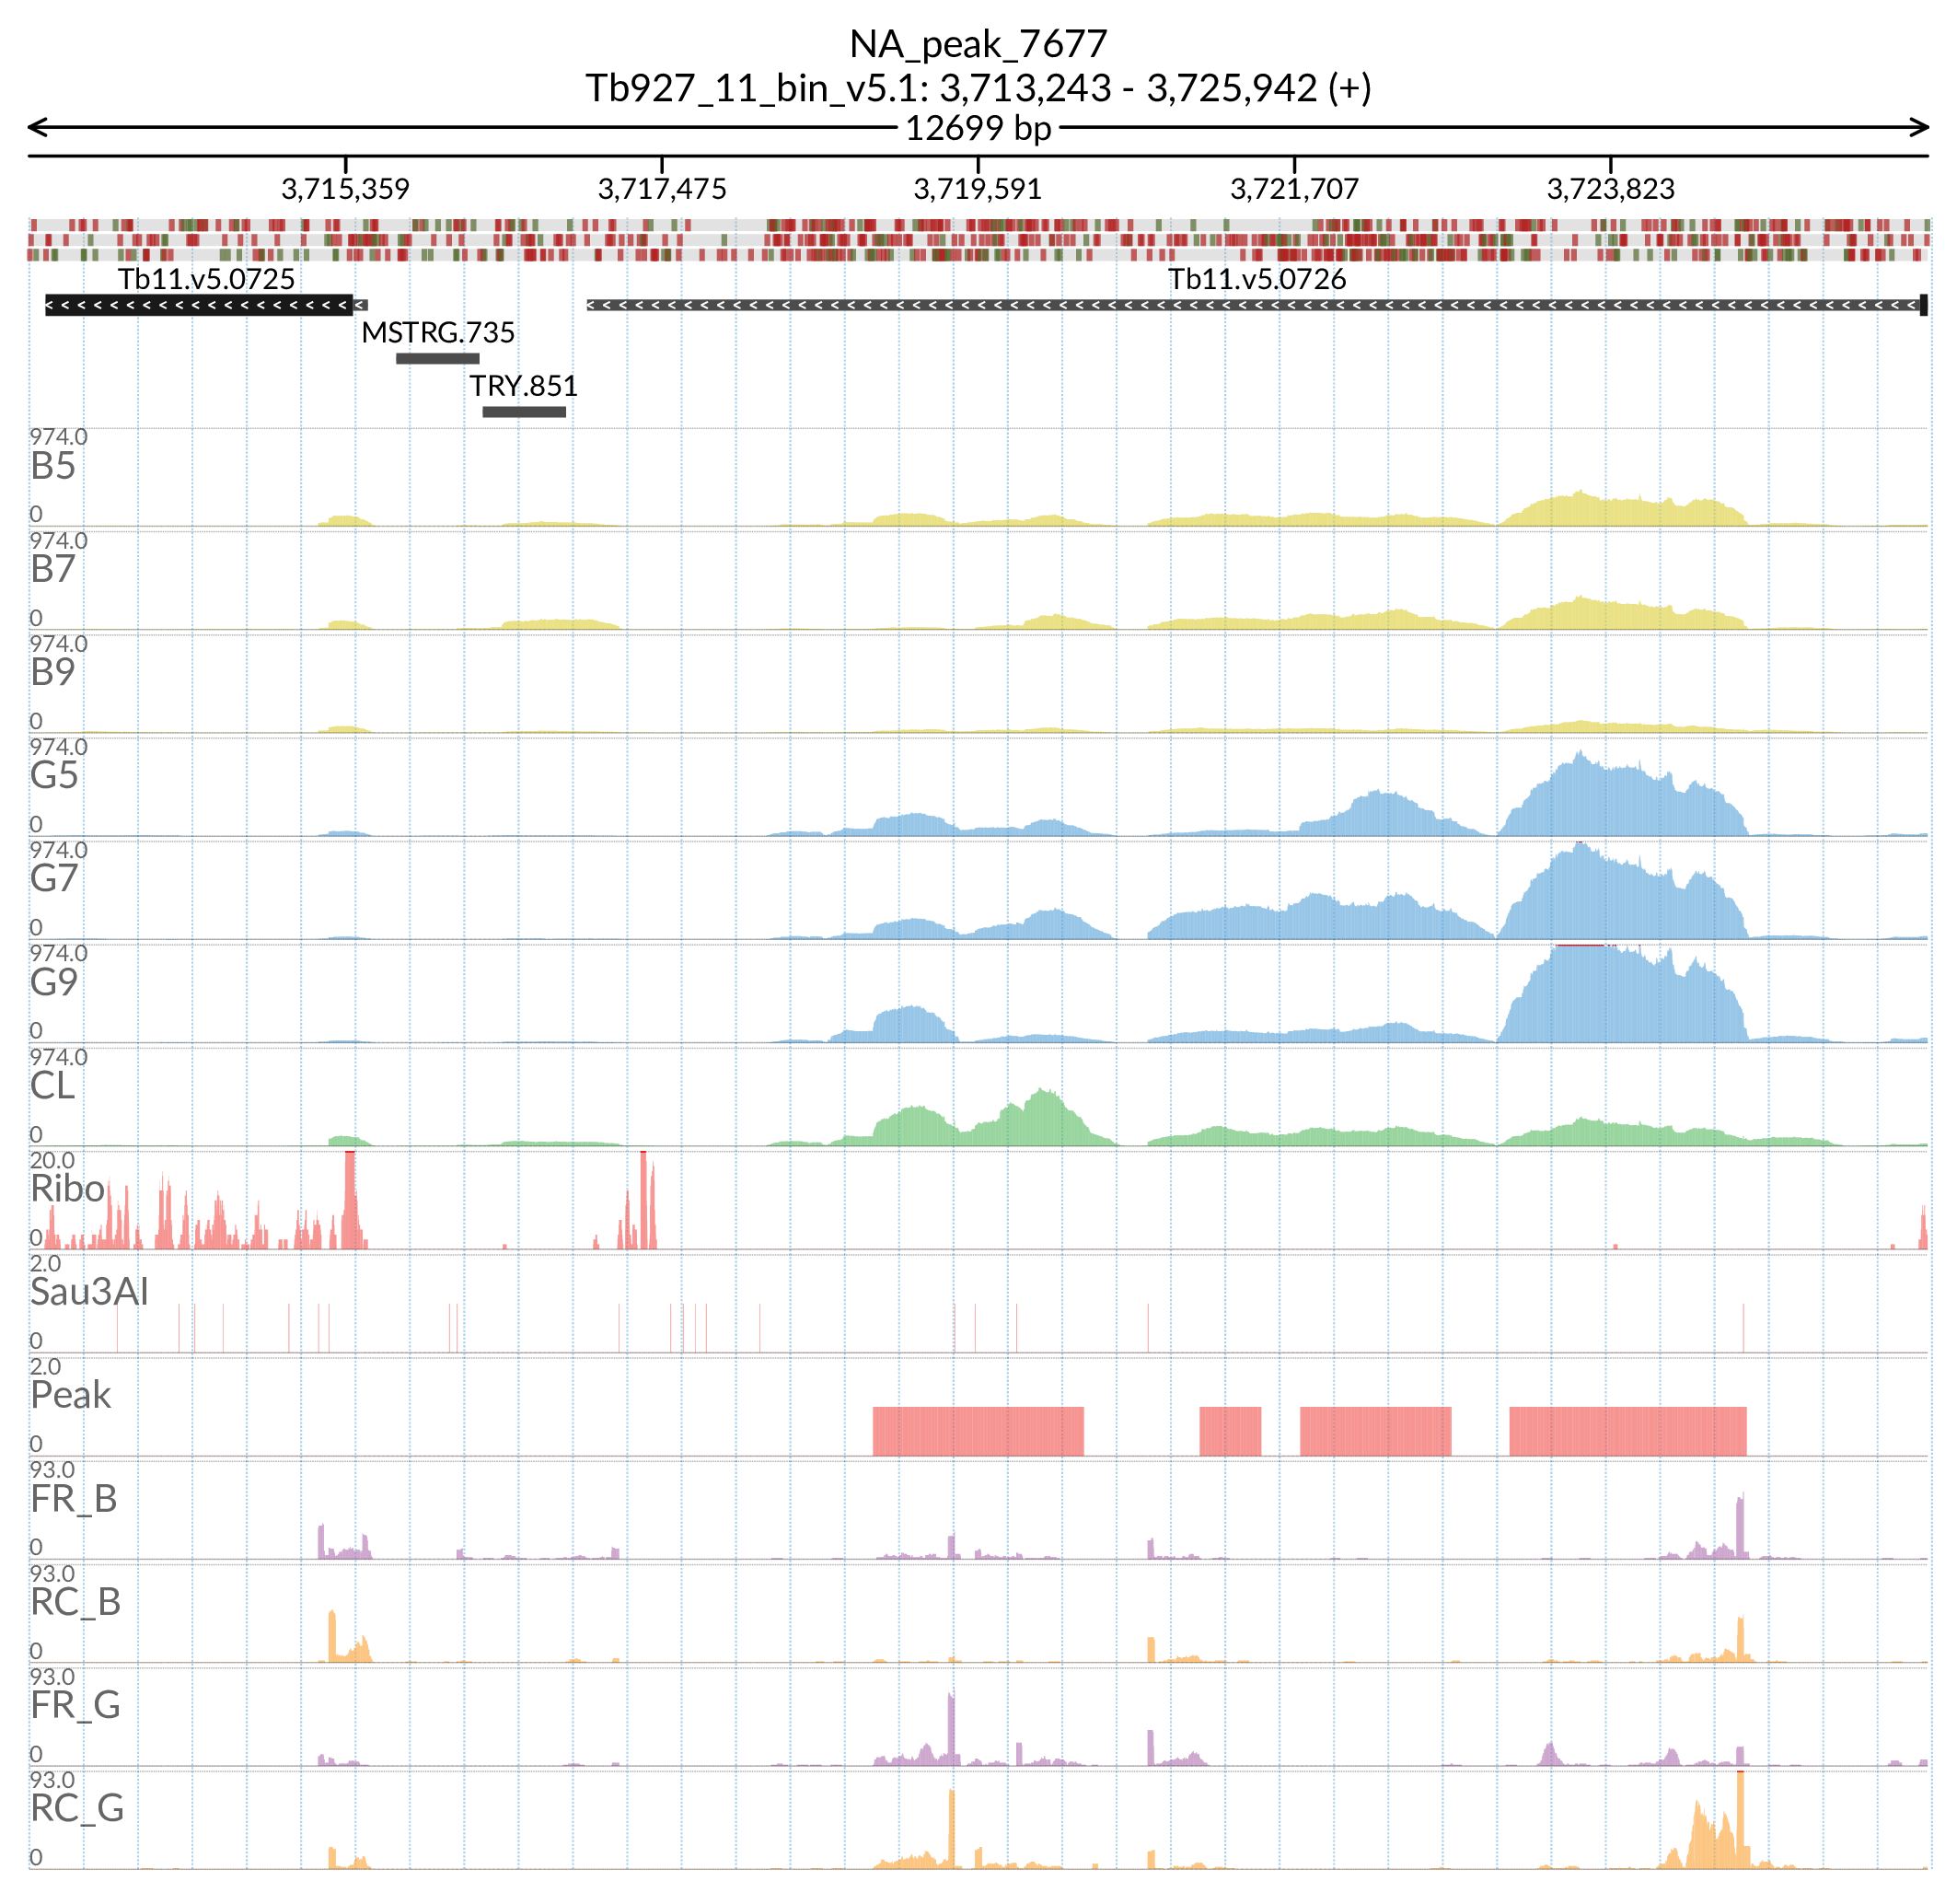 NA_peak_7677
Tb927_11_bin_v5.1: 3,713,243 - 3,725,942 (+)
12699 bp
3,715,359 3,717,475 3,719,591 3,721,707 3,723,823
Tb11.v5.0725 Tb11.v5.0726
MSTRG.735
TRY.851
974.0
B5
0
974.0
B7
0
974.0
B9
0
974.0
G5
0
974.0
G7
0
974.0
G9
0
974.0
CL
0
20.0
Ribo
0
2.0
Sau3AI
0
2.0
Peak
0
93.0
FR_B
0
93.0
RC_B
0
93.0
FR_G
0
93.0
RC_G
0